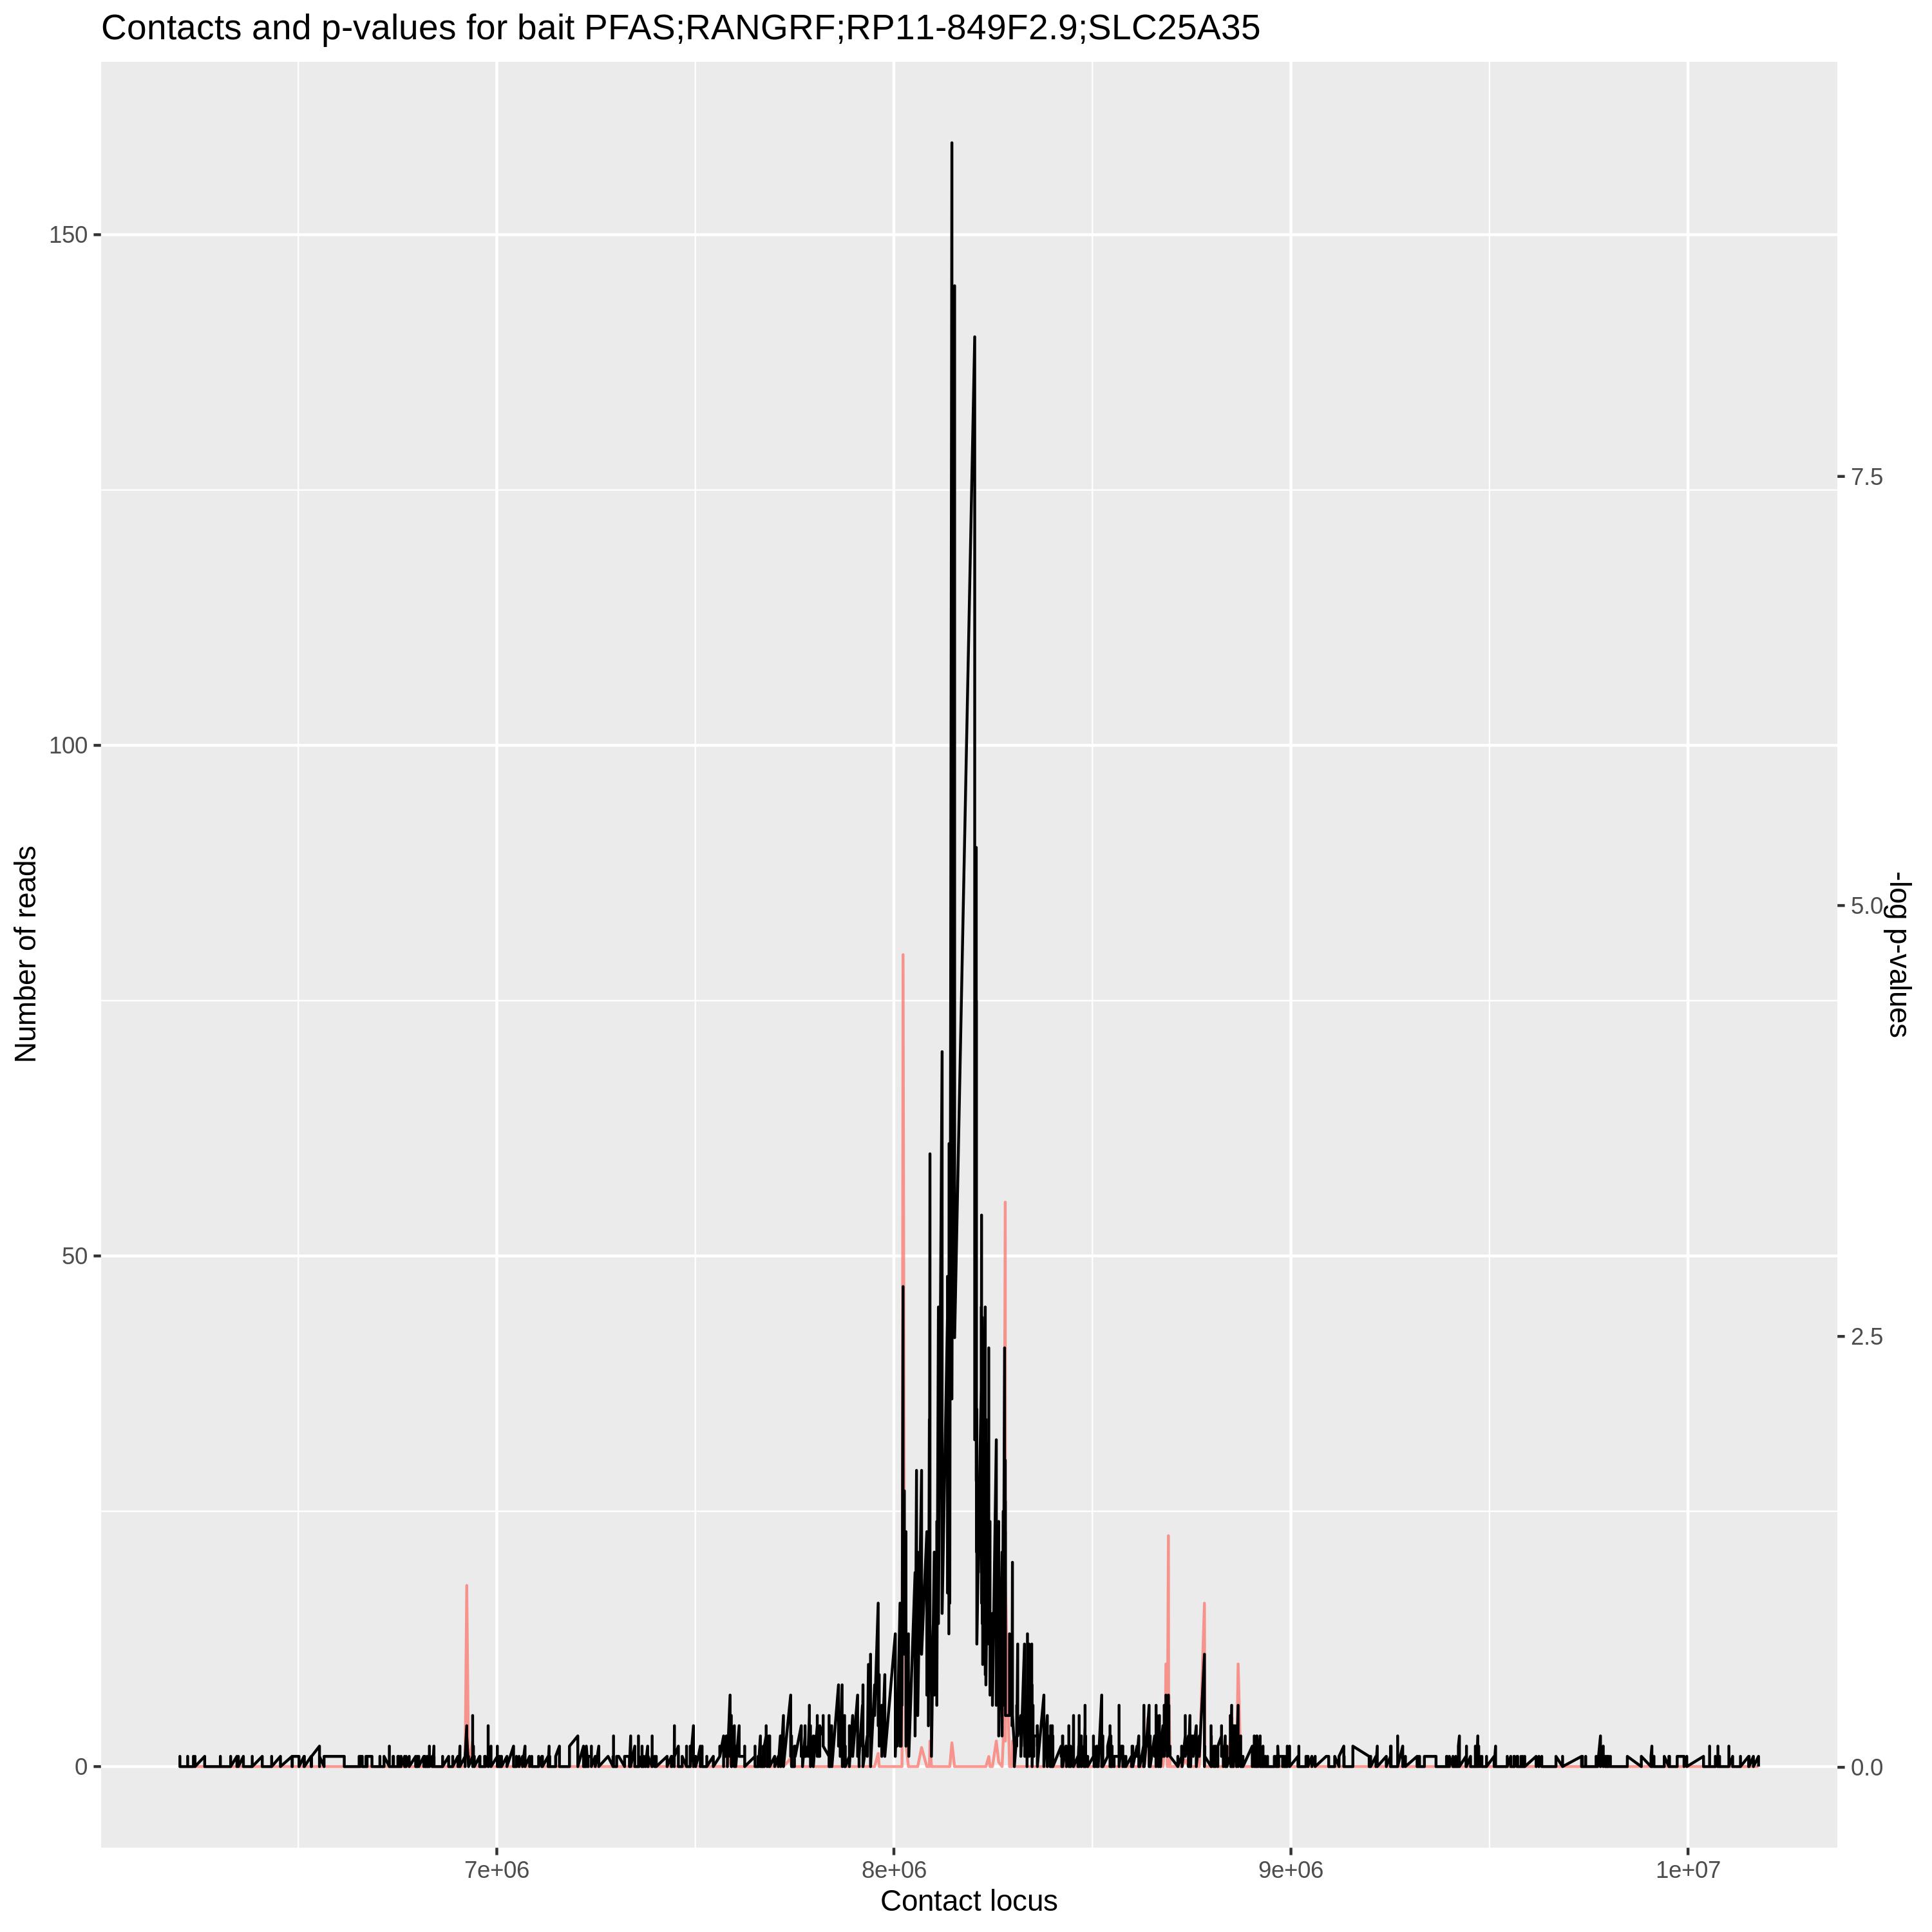 Contacts and p-values for bait PFAS;RANGRF;RP11-849F2.9;SLC25A35
150
100
50
0
Number of reads
7.5
5.0
2.5
0.0
-log p-values
7e+06
8e+06
9e+06
1e+07
Contact locus